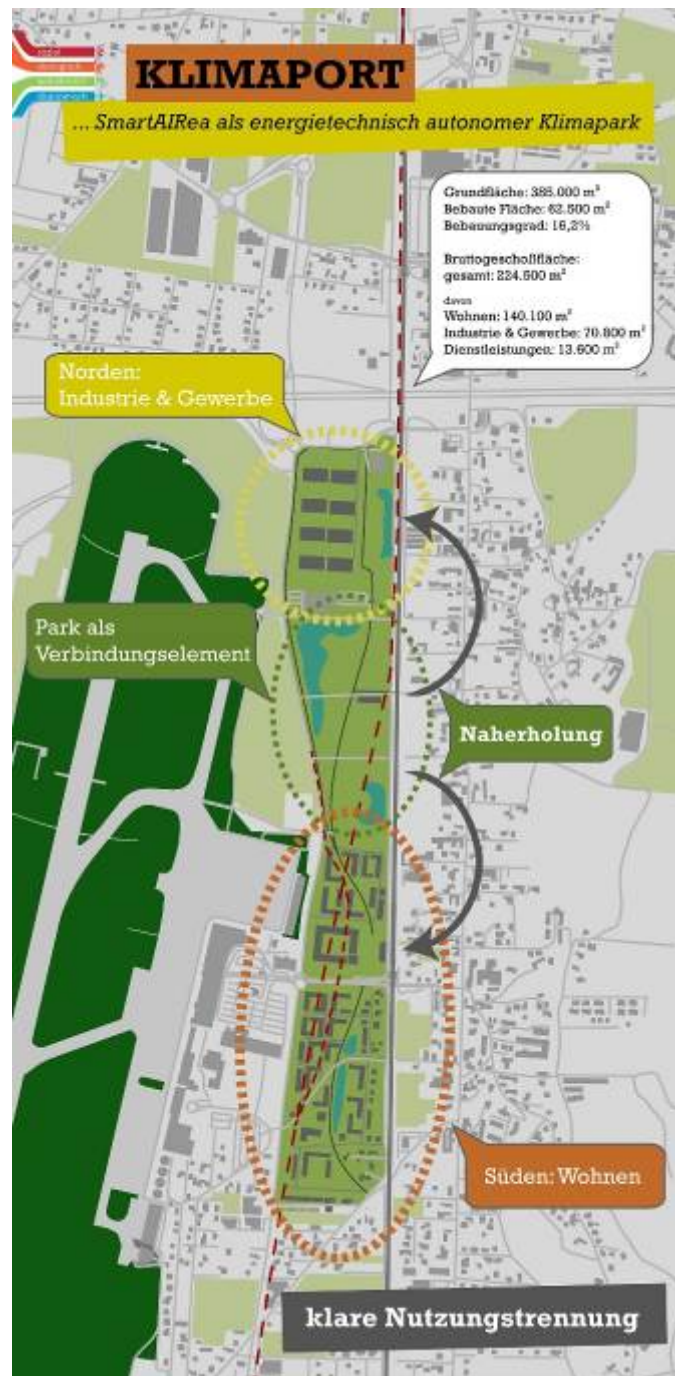 KLIMAPORT
... SmartAIRea als energietechnisch autonomer Klimapark
Grundfläche: 385.000 m²
Bebaute Fläche: 62.500 m²
Bebauungsgrad: 16,2%
Bruttogeschoßfläche:
gesamt: 224.500 m²
davon
Wohnen: 140.100 m²
Industrie & Gewerbe: 70.800 m²
Dienstleistungen: 13.600 m²
Norden:
Industrie & Gewerbe
Park als
Verbindungselement
Naherholung
Süden: Wohnen
klare Nutzungstrennung